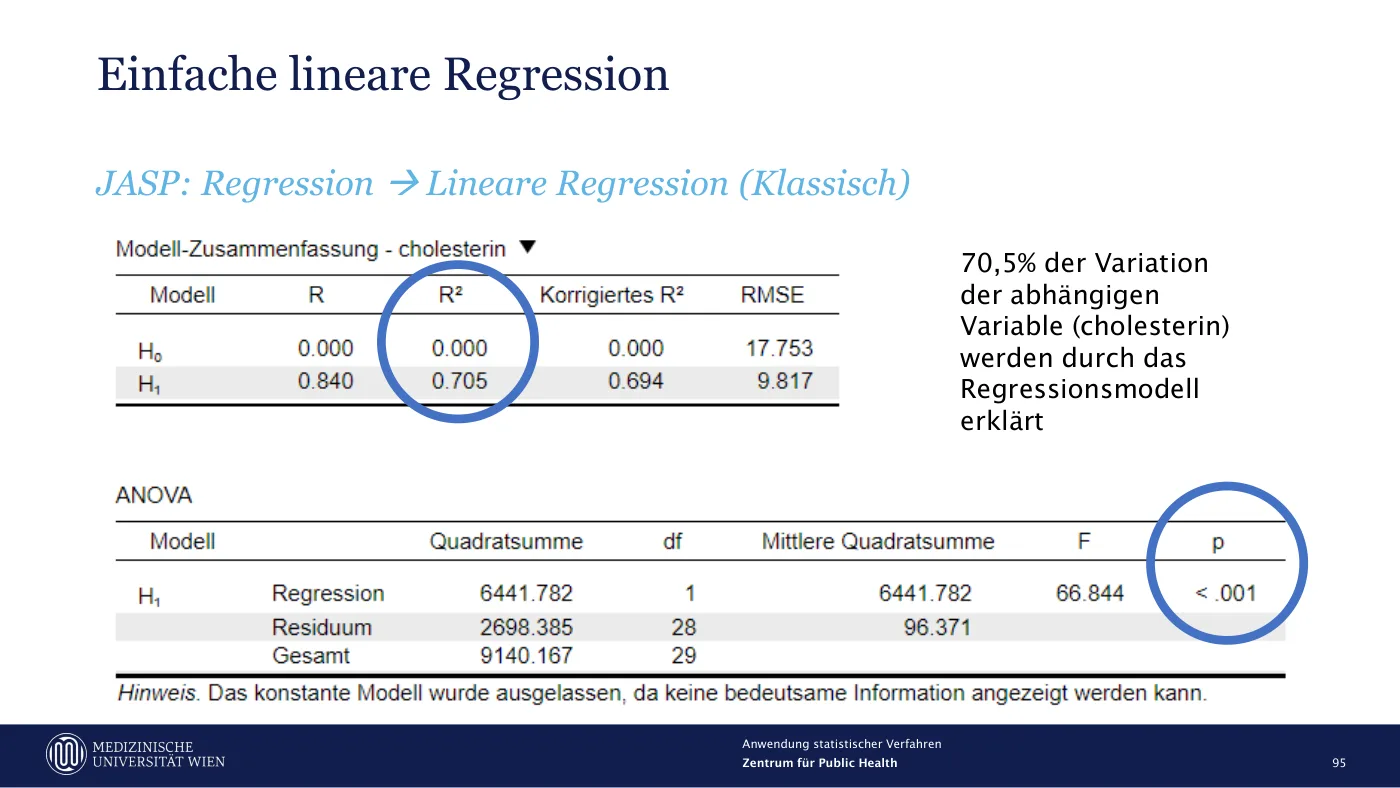 Einfache lineare Regression
JASP: Regression → Lineare Regression (Klassisch)
Modell-Zusammenfassung - cholesterin ▼
Modell R R² Korrigiertes R² RMSE
H₀ 0.000 0.000 0.000 17.753
H₁ 0.840 0.705 0.694 9.817
70,5% der Variation
der abhängigen
Variable (cholesterin)
werden durch das
Regressionsmodell
erklärt
ANOVA
Modell Quadratsumme df Mittlere Quadratsumme F p
H₁ Regression 6441.782 1 6441.782 66.844 < .001
Residuum 2698.385 28 96.371
Gesamt 9140.167 29
Hinweis. Das konstante Modell wurde ausgelassen, da keine bedeutsame Information angezeigt werden kann.
MEDIZINISCHE
UNIVERSITÄT WIEN
Anwendung statistischer Verfahren
Zentrum für Public Health
95